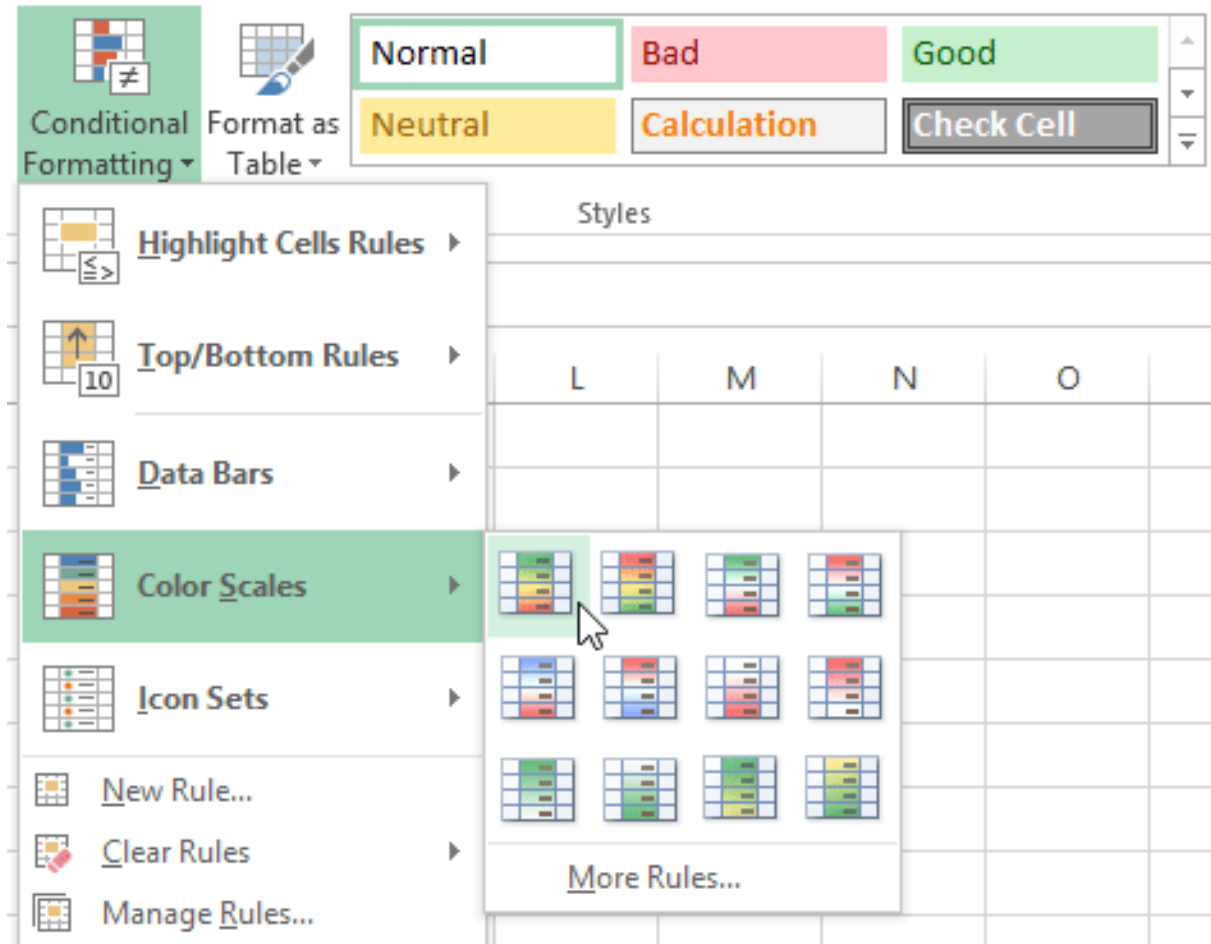 Conditional
Formatting
Format as
Table
Normal
Bad
Good
Neutral
Calculation
Check Cell
Styles
≠
Highlight Cells Rules
≤ >
Top/Bottom Rules
10
Data Bars
Color Scales
Icon Sets
New Rule...
Clear Rules
Manage Rules...
More Rules...
L M N O